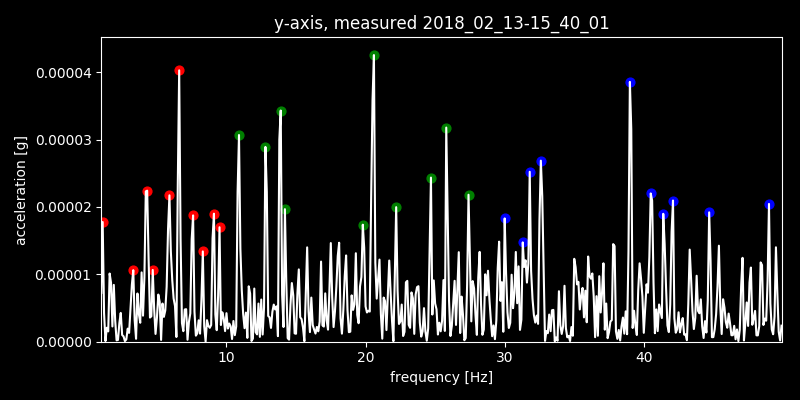 y-axis, measured 2018_02_13-15_40_01
acceleration [g]
0.00004
0.00003
0.00002
0.00001
0.00000
10 20 30 40
frequency [Hz]